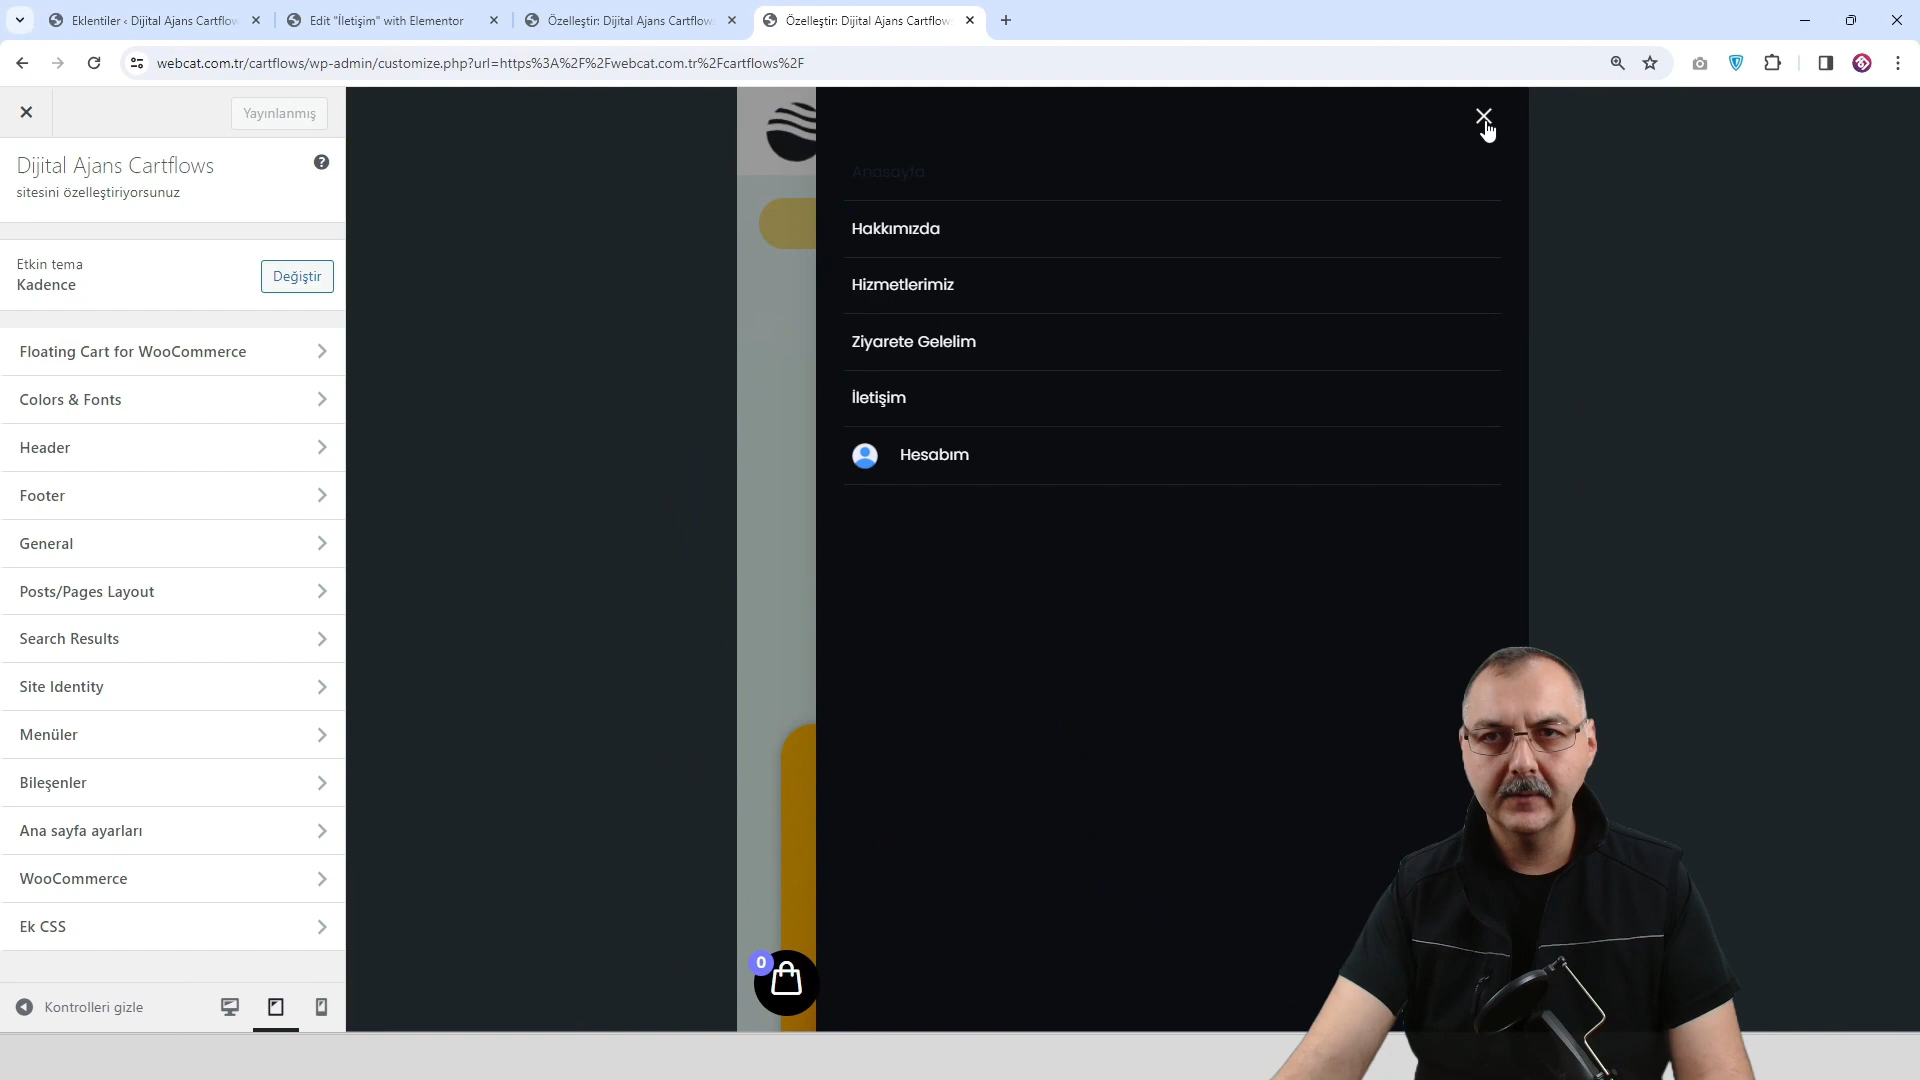 Eklentiler ‹ Dijital Ajans Cartflow
Edit "İletişim" with Elementor
Özelleştir: Dijital Ajans Cartflow
Özelleştir: Dijital Ajans Cartflow
webcat.com.tr/cartflows/wp-admin/customize.php?url=https%3A%2F%2Fwebcat.com.tr%2Fcartflows%2F
Yayınlanmış
Dijital Ajans Cartflows
sitesini özelleştiriyorsunuz
Etkin tema
Kadence
Değiştir
Floating Cart for WooCommerce
Colors & Fonts
Header
Footer
General
Posts/Pages Layout
Search Results
Site Identity
Menüler
Bileşenler
Ana sayfa ayarları
WooCommerce
Ek CSS
Kontrolleri gizle
Anasayfa
Hakkımızda
Hizmetlerimiz
Ziyarete Gelelim
İletişim
Hesabım
0